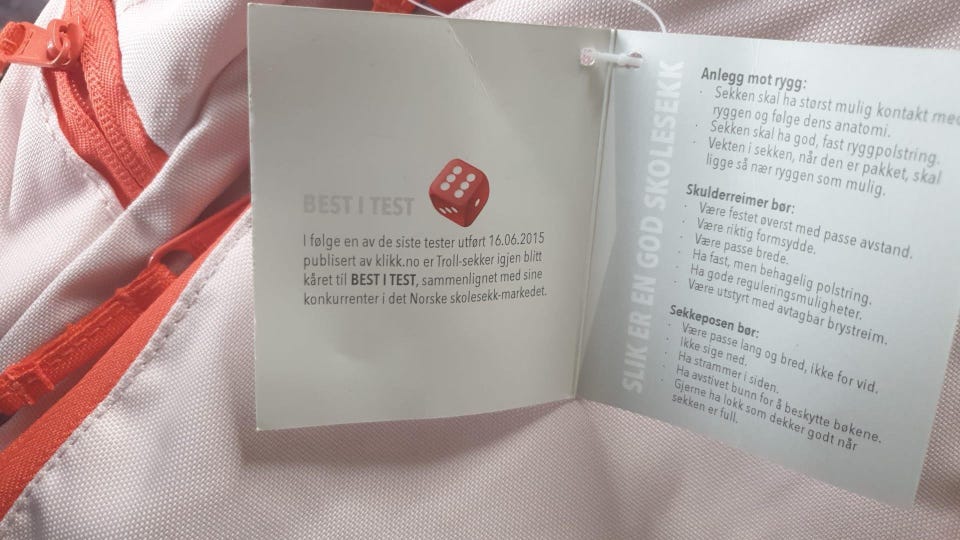 BEST I TEST
I følge en av de siste tester utført 16.06.2015
publisert av klikk.no er Troll-sekker igjen blitt
kåret til BEST I TEST, sammenlignet med sine
konkurrenter i det Norske skolesekk-markedet.
SLIK ER EN GOD SKOLESEKK
Anlegg mot rygg:
· Sekken skal ha størst mulig kontakt med
ryggen og følge dens anatomi.
· Sekken skal ha god, fast ryggpolstring.
· Vekten i sekken, når den er pakket, skal
ligge så nær ryggen som mulig.
Skulderreimer bør:
· Være festet øverst med passe avstand.
· Være riktig formsydde.
· Være passe brede.
· Ha fast, men behagelig polstring.
· Ha gode reguleringsmuligheter.
· Være utstyrt med avtagbar brystreim.
Sekkeposen bør:
· Være passe lang og bred, ikke for vid.
· Ikke sige ned.
· Ha strammer i siden.
· Ha avstivet bunn for å beskytte bøkene.
· Gjerne ha lokk som dekker godt når
sekken er full.